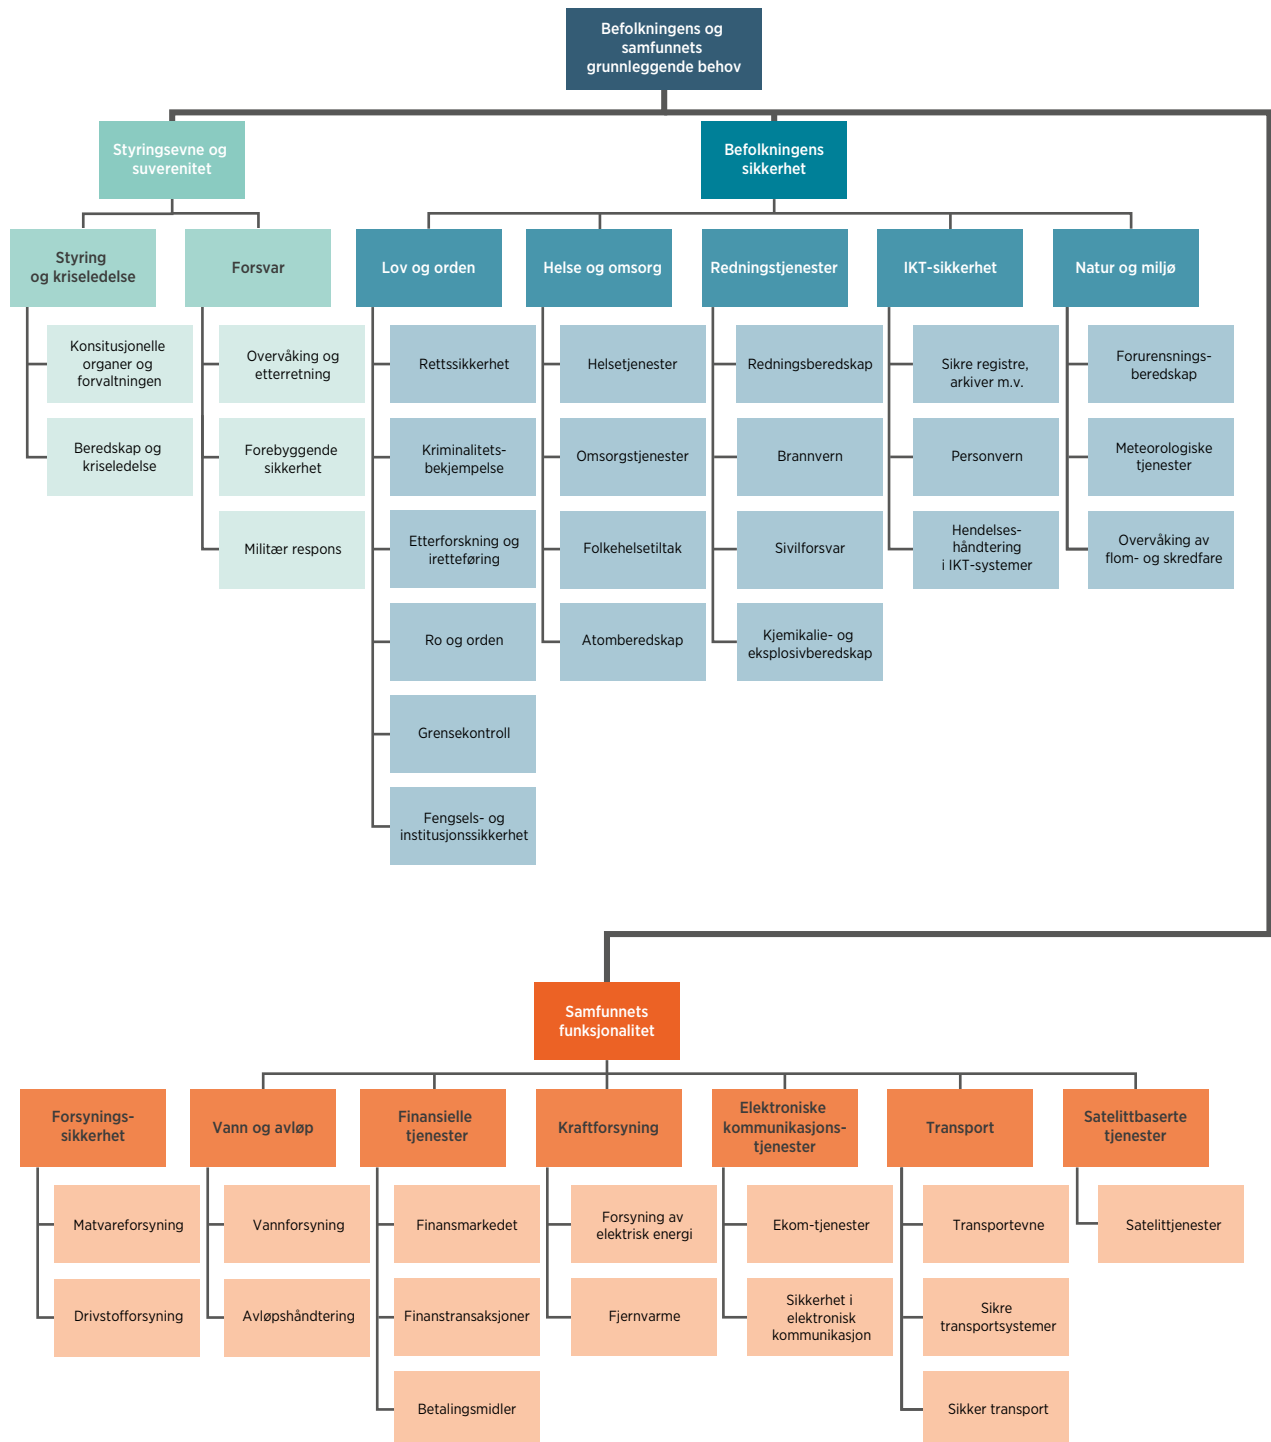 Befolkningens og
samfunnets
grunnleggende behov
Styringsevne og
suverenitet
Befolkningens
sikkerhet
Styring
og kriseledelse
Forsvar
Lov og orden
Helse og omsorg
Redningstjenester
IKT-sikkerhet
Natur og miljø
Konsitusjonelle
organer og
forvaltningen
Beredskap og
kriseledelse
Overvåking og
etterretning
Forebyggende
sikkerhet
Militær respons
Rettssikkerhet
Kriminalitets-
bekjempelse
Etterforskning og
iretteføring
Ro og orden
Grensekontroll
Fengsels- og
institusjonssikkerhet
Helsetjenester
Omsorgstjenester
Folkehelsetiltak
Atomberedskap
Redningsberedskap
Brannvern
Sivilforsvar
Kjemikalie- og
eksplosivberedskap
Sikre registre,
arkiver m.v.
Personvern
Hendelses-
håndtering
i IKT-systemer
Forurensnings-
beredskap
Meteorologiske
tjenester
Overvåking av
flom- og skredfare
Samfunnets
funksjonalitet
Forsynings-
sikkerhet
Vann og avløp
Finansielle
tjenester
Kraftforsyning
Elektroniske
kommunikasjons-
tjenester
Transport
Satelittbaserte
tjenester
Matvareforsyning
Drivstofforsyning
Vannforsyning
Avløpshåndtering
Finansmarkedet
Finanstransaksjoner
Betalingsmidler
Forsyning av
elektrisk energi
Fjernvarme
Ekom-tjenester
Sikkerhet i
elektronisk
kommunikasjon
Transportevne
Sikre
transportsystemer
Sikker transport
Satelittjenester